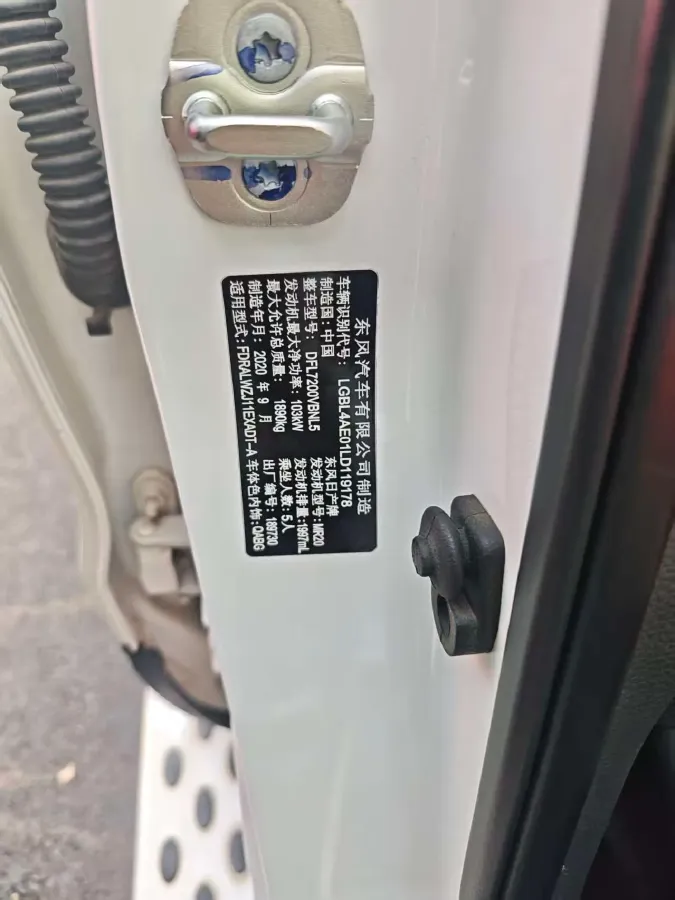 东风汽车有限公司制造
车辆识别代号: LGBL4AE01LD119178
制造国: 中国 东风日产牌
整车型号: DFL7200VBNL5 发动机型号: MR20
发动机最大净功率: 103kW 发动机排量: 1997mL
最大允许总质量: 1890kg 乘坐人数: 5人
制造年月: 2020 年 9 月 出厂编号: 189730
适用型式: FDRALWZJ11EXADT-A 车体色内饰: QABG